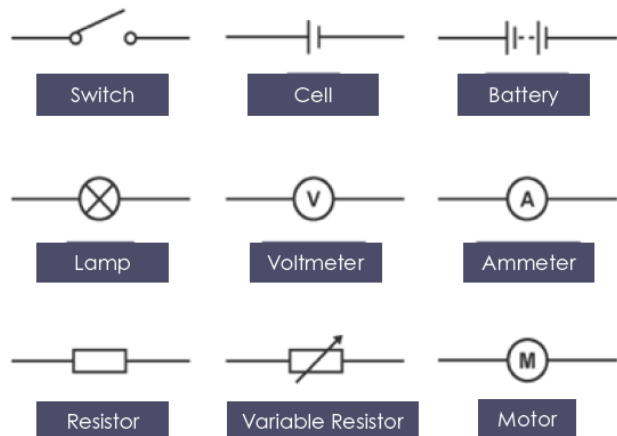 Switch
Cell
Battery
V
A
Lamp
Voltmeter
Ammeter
M
Resistor
Variable Resistor
Motor